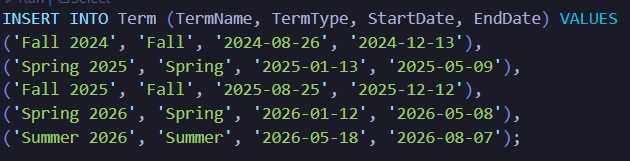 Run | Select
INSERT INTO Term (TermName, TermType, StartDate, EndDate) VALUES
('Fall 2024', 'Fall', '2024-08-26', '2024-12-13'),
('Spring 2025', 'Spring', '2025-01-13', '2025-05-09'),
('Fall 2025', 'Fall', '2025-08-25', '2025-12-12'),
('Spring 2026', 'Spring', '2026-01-12', '2026-05-08'),
('Summer 2026', 'Summer', '2026-05-18', '2026-08-07');